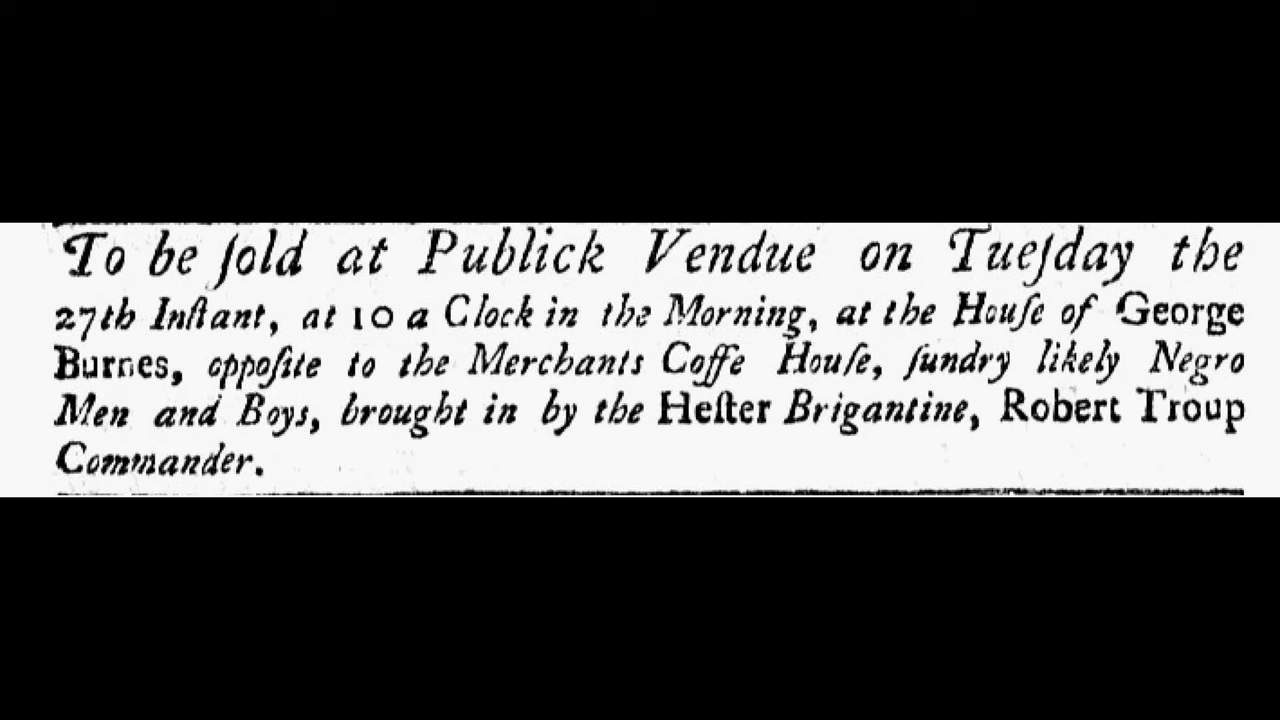 To be ſold at Publick Vendue on Tueſday the
27th Inſtant, at 10 a Clock in the Morning, at the Houſe of George
Burnes, oppoſite to the Merchants Coffe Houſe, ſundry likely Negro
Men and Boys, brought in by the Heſter Brigantine, Robert Troup
Commander.